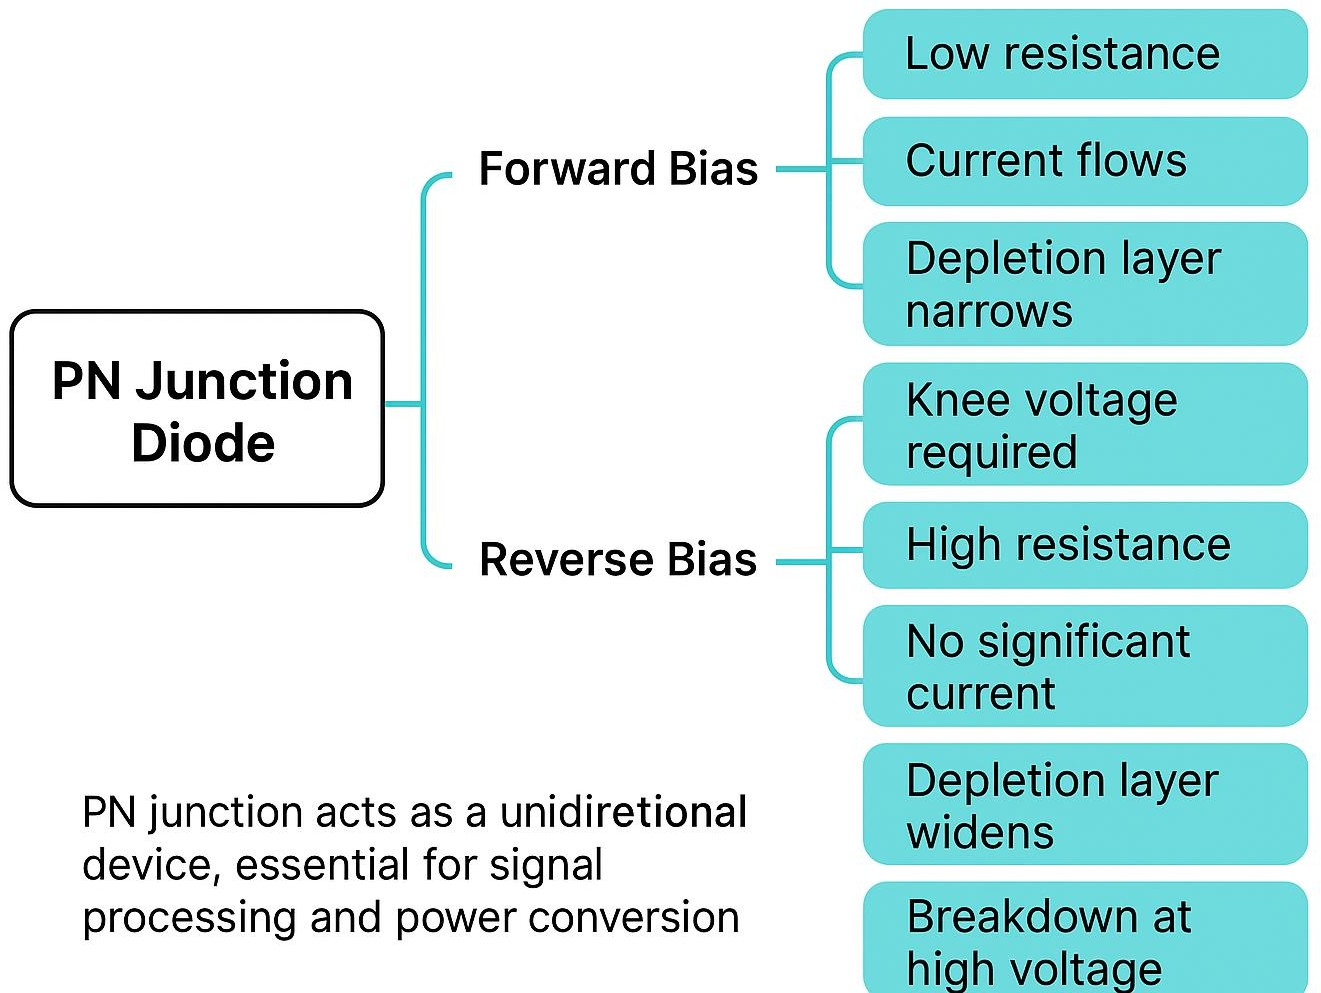 PN Junction
Diode
Forward Bias
Low resistance
Current flows
Depletion layer
narrows
Reverse Bias
Knee voltage
required
High resistance
No significant
current
Depletion layer
widens
Breakdown at
high voltage
PN junction acts as a unidiretional
device, essential for signal
processing and power conversion